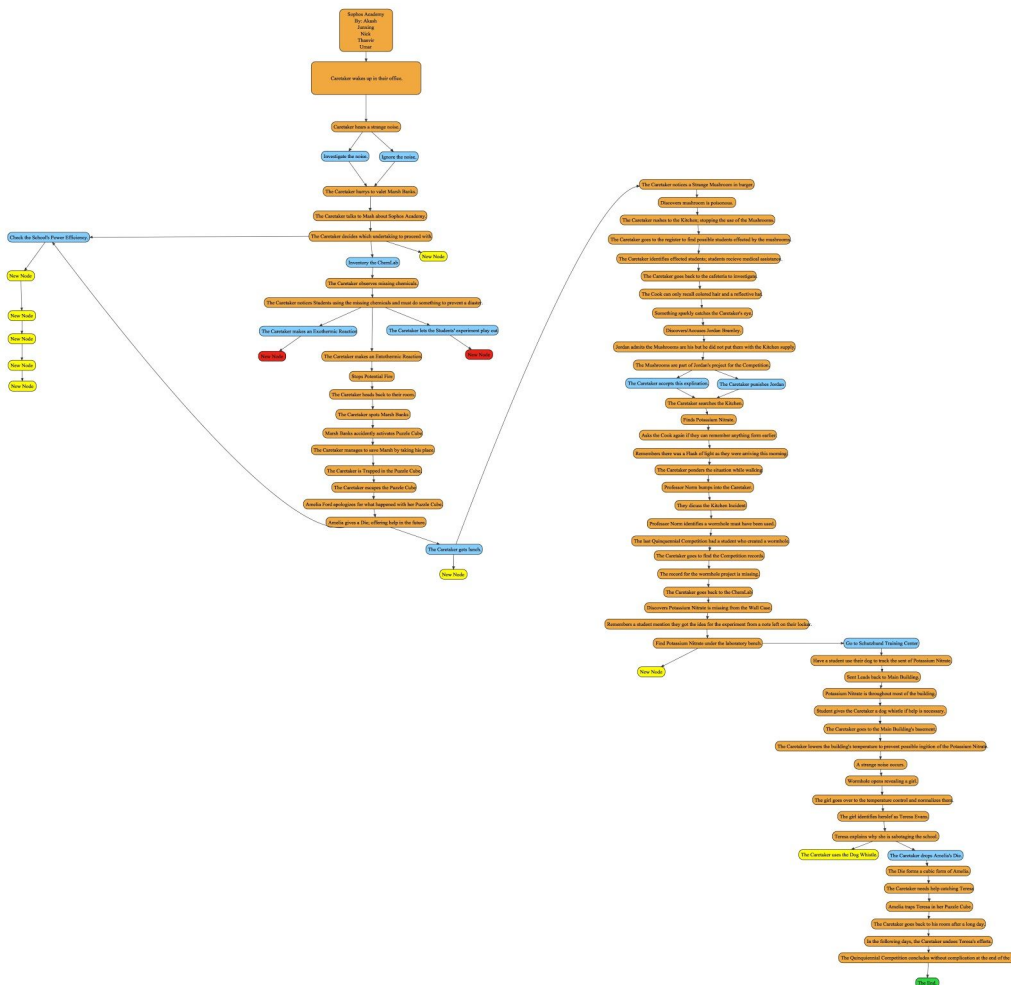 Sophos Academy
By: Akash
Junning
Nick
Thanvir
Umar
Caretaker wakes up in their office.
Caretaker hears a strange noise.
Investigate the noise.
Ignore the noise.
The Caretaker hurrys to valet Marsh Banks.
The Caretaker talks to Mash about Sophos Academy.
The Caretaker decides which undertaking to proceed with.
Check the School's Power Efficiency.
New Node
New Node
New Node
New Node
New Node
New Node
Inventory the ChemLab
The Caretaker observes missing chemicals.
The Caretaker notices Students using the missing chemicals and must do something to prevent a disaster
The Caretaker makes an Exothermic Reaction
New Node
The Caretaker lets the Students' experiment play out
New Node
The Caretaker makes an Endothermic Reaction
Stops Potential Fire
The Caretaker heads back to their room.
The Caretaker spots Marsh Banks
Marsh Banks accidently activates Puzzle Cube
The Caretaker manages to save Marsh by taking his place.
The Caretaker is Trapped in the Puzzle Cube.
The Caretaker escapes the Puzzle Cube
Amelia Ford apologizes for what happened with her Puzzle Cube.
Amelia gives a Die, offering help in the future.
The Caretaker gets lunch.
New Node
The Caretaker notices a Strange Mushroom in burger.
Discovers mushroom is poisonous.
The Caretaker rushes to the Kitchen; stopping the use of the Mushrooms.
The Caretaker goes to the register to find possible students effected by the mushrooms.
The Caretaker identifies effected students; students recieve medical assistance.
The Caretaker goes back to the cafeteria to investigate.
The Cook can only recall colored hair and a reflective hat.
Something sparkly catches the Caretaker's eye.
Discovers/Accuses Jordan Bramley.
Jordan admits the Mushrooms are his but he did not put there with the Kitchen supply.
The Mushrooms are part of Jordan's project for the Competition.
The Caretaker accepts this explination.
The Caretaker punishes Jordan
The Caretaker searches the Kitchen.
Finds Potassium Nitrate.
Asks the Cook again if they can remember anything form earlier.
Remembers there was a Flash of light as they were arriving this morning.
The Caretaker ponders the situation while walking.
Professor Norm bumps into the Caretaker.
They discuss the Kitchen Incident
Professor Norm identifies a wormhole must have been used.
The last Quinquennial Competition had a student who created a wormhole.
The Caretaker goes to find the Competition records.
The record for the wormhole project is missing.
The Caretaker goes back to the ChemLab
Discovers Potassium Nitrate is missing from the Wall Case.
Remembers a student mention they got the idea for the experiment from a note left on their locker.
Find Potassium Nitrate under the laboratory bench.
New Node
Go to Schutzhund Training Center
Have a student use their dog to track the sent of Potassium Nitrate.
Sent Leads back to Main Building.
Potassium Nitrate is throughout most of the building.
Student gives the Caretaker a dog whistle if help is necessary.
The Caretaker goes to the Main Building's basement.
The Caretaker lowers the building's temperature to prevent possible ingition of the Potassium Nitrate.
A strange noise occurs.
Wormhole opens revealing a girl.
The girl goes over to the temperature control and normalizes them.
The girl identifies herslef as Teresa Evans.
Teresa explains why she is sabotaging the school.
The Caretaker uses the Dog Whistle.
The Caretaker drops Amelia's Die.
The Die forms a cubic form of Amelia.
The Caretaker needs help catching Teresa
Amelia traps Teresa in her Puzzle Cube.
The Caretaker goes back to his room after a long day.
In the following days, the Caretaker undoes Teresa's efforts.
The Quinquiennial Competition concludes without complication at the end of the
The End.